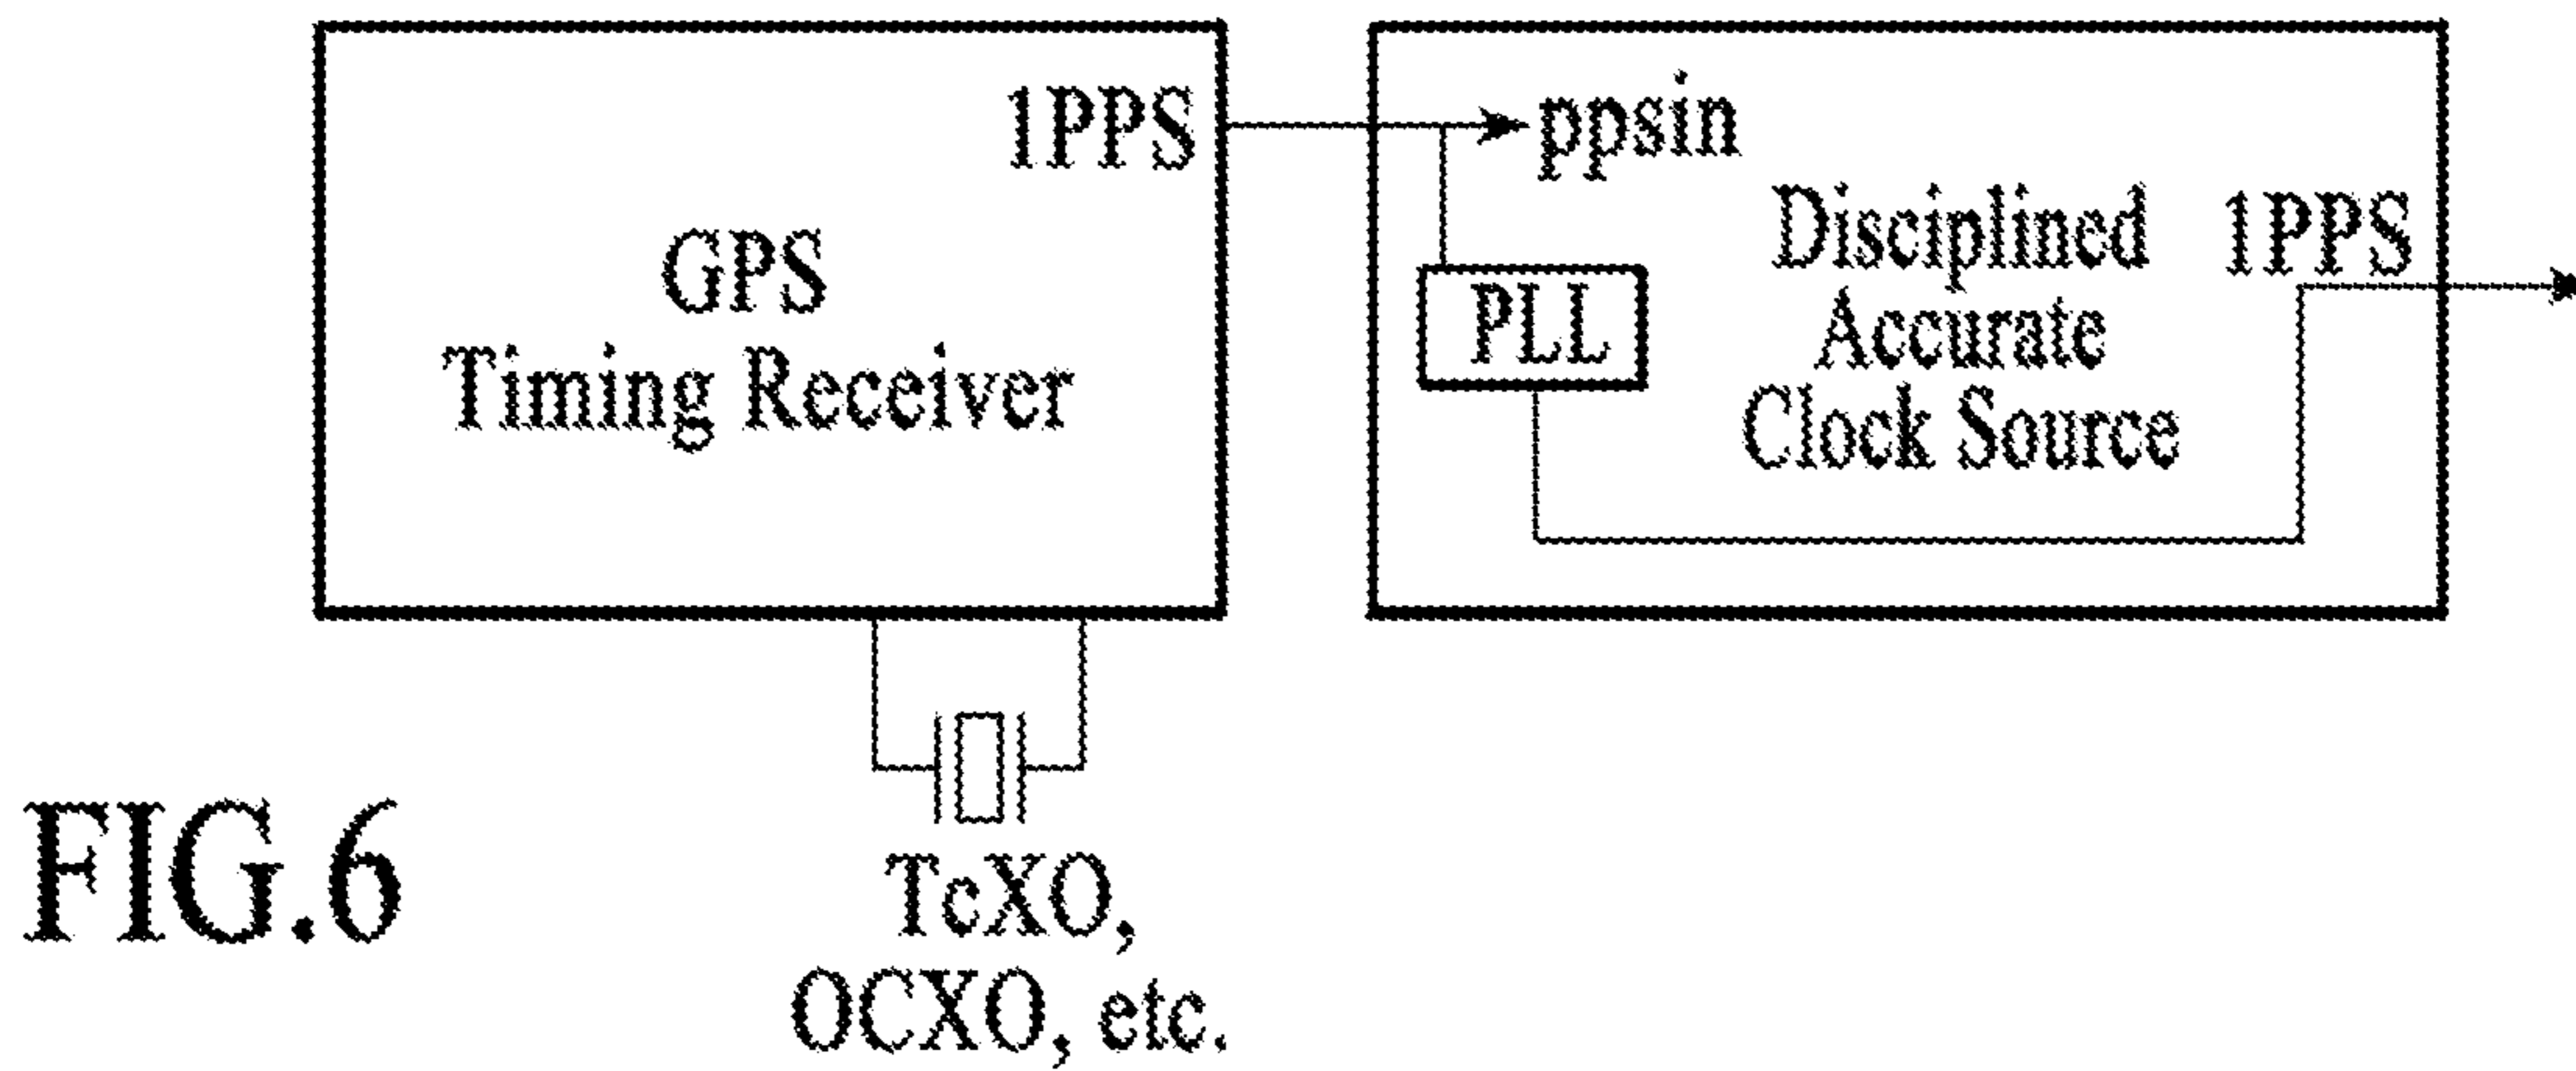 1PPS
GPS
Timing Receiver
ppsin
PLL
Disciplined
Accurate
Clock Source
1PPS
TcXO,
OCXO, etc.
FIG.6